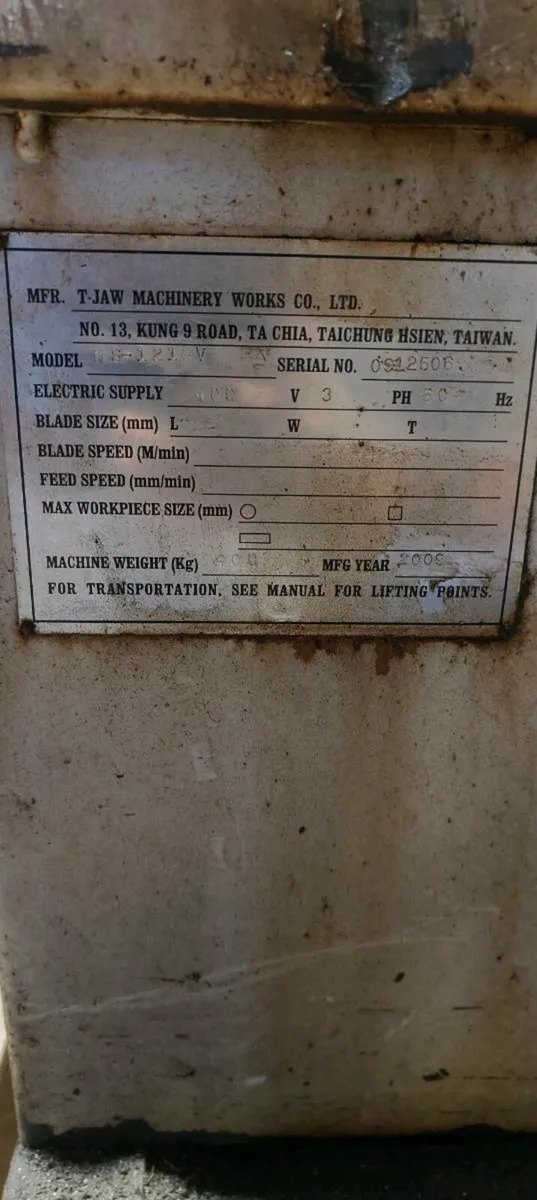 MFR. T-JAW MACHINERY WORKS CO., LTD.
NO. 13, KUNG 9 ROAD, TA CHIA, TAICHUNG HSIEN, TAIWAN.
MODEL SERIAL NO.
ELECTRIC SUPPLY V 3 PH Hz
BLADE SIZE (mm) L W T
BLADE SPEED (M/min)
FEED SPEED (mm/min)
MAX WORKPIECE SIZE (mm)
MACHINE WEIGHT (Kg) MFG YEAR
FOR TRANSPORTATION, SEE MANUAL FOR LIFTING POINTS.